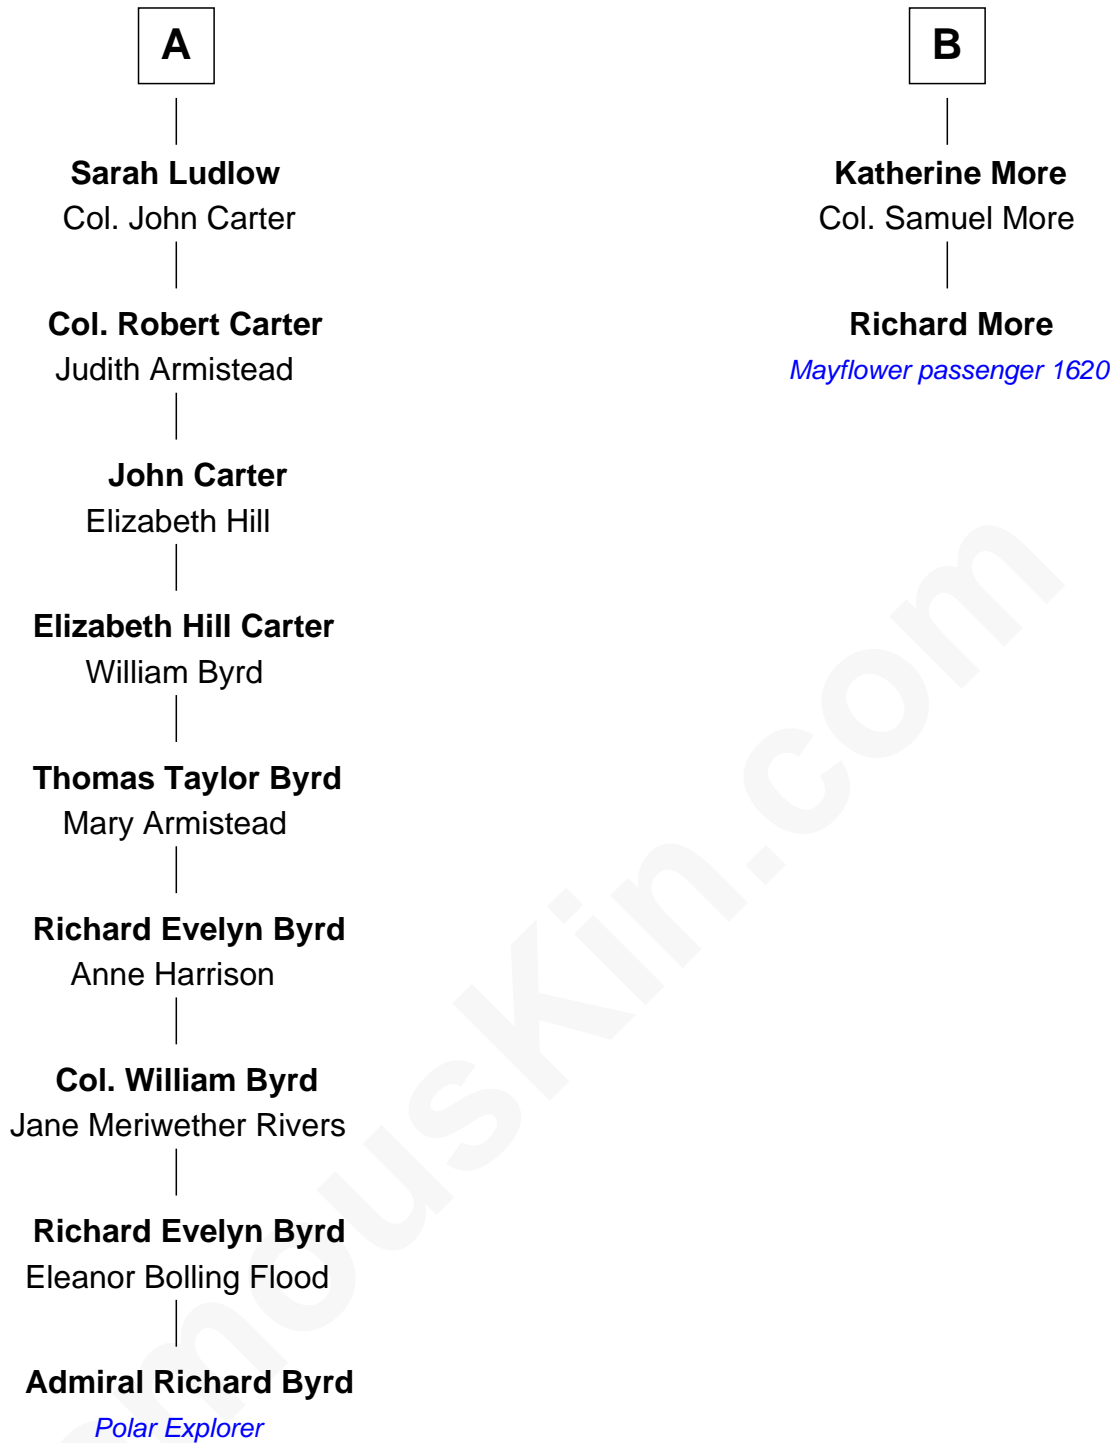 A
Sarah Ludlow
Col. John Carter
Col. Robert Carter
Judith Armistead
John Carter
Elizabeth Hill
Elizabeth Hill Carter
William Byrd
Thomas Taylor Byrd
Mary Armistead
Richard Evelyn Byrd
Anne Harrison
Col. William Byrd
Jane Meriwether Rivers
Richard Evelyn Byrd
Eleanor Bolling Flood
Admiral Richard Byrd
Polar Explorer
B
Katherine More
Col. Samuel More
Richard More
Mayflower passenger 1620
mousKin.com